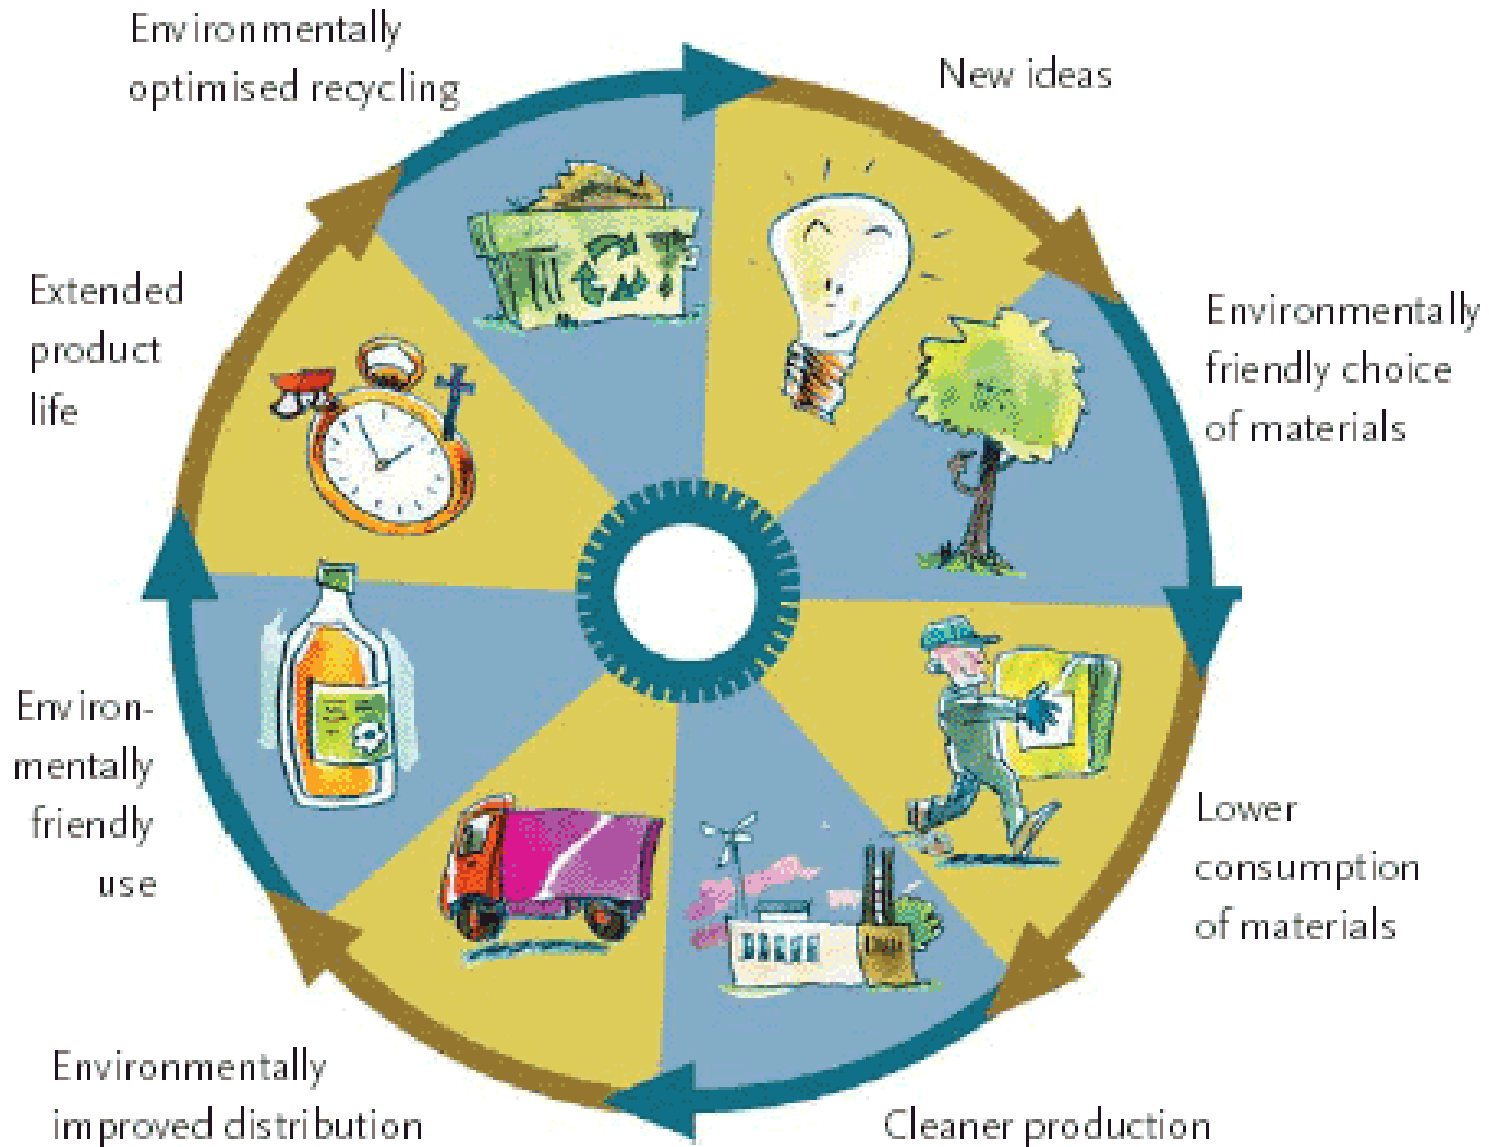 Environmentally
optimised recycling
New ideas
Environmentally
friendly choice
of materials
Lower
consumption
of materials
Cleaner production
Environmentally
improved distribution
Environ-
mentally
friendly
use
Extended
product
life